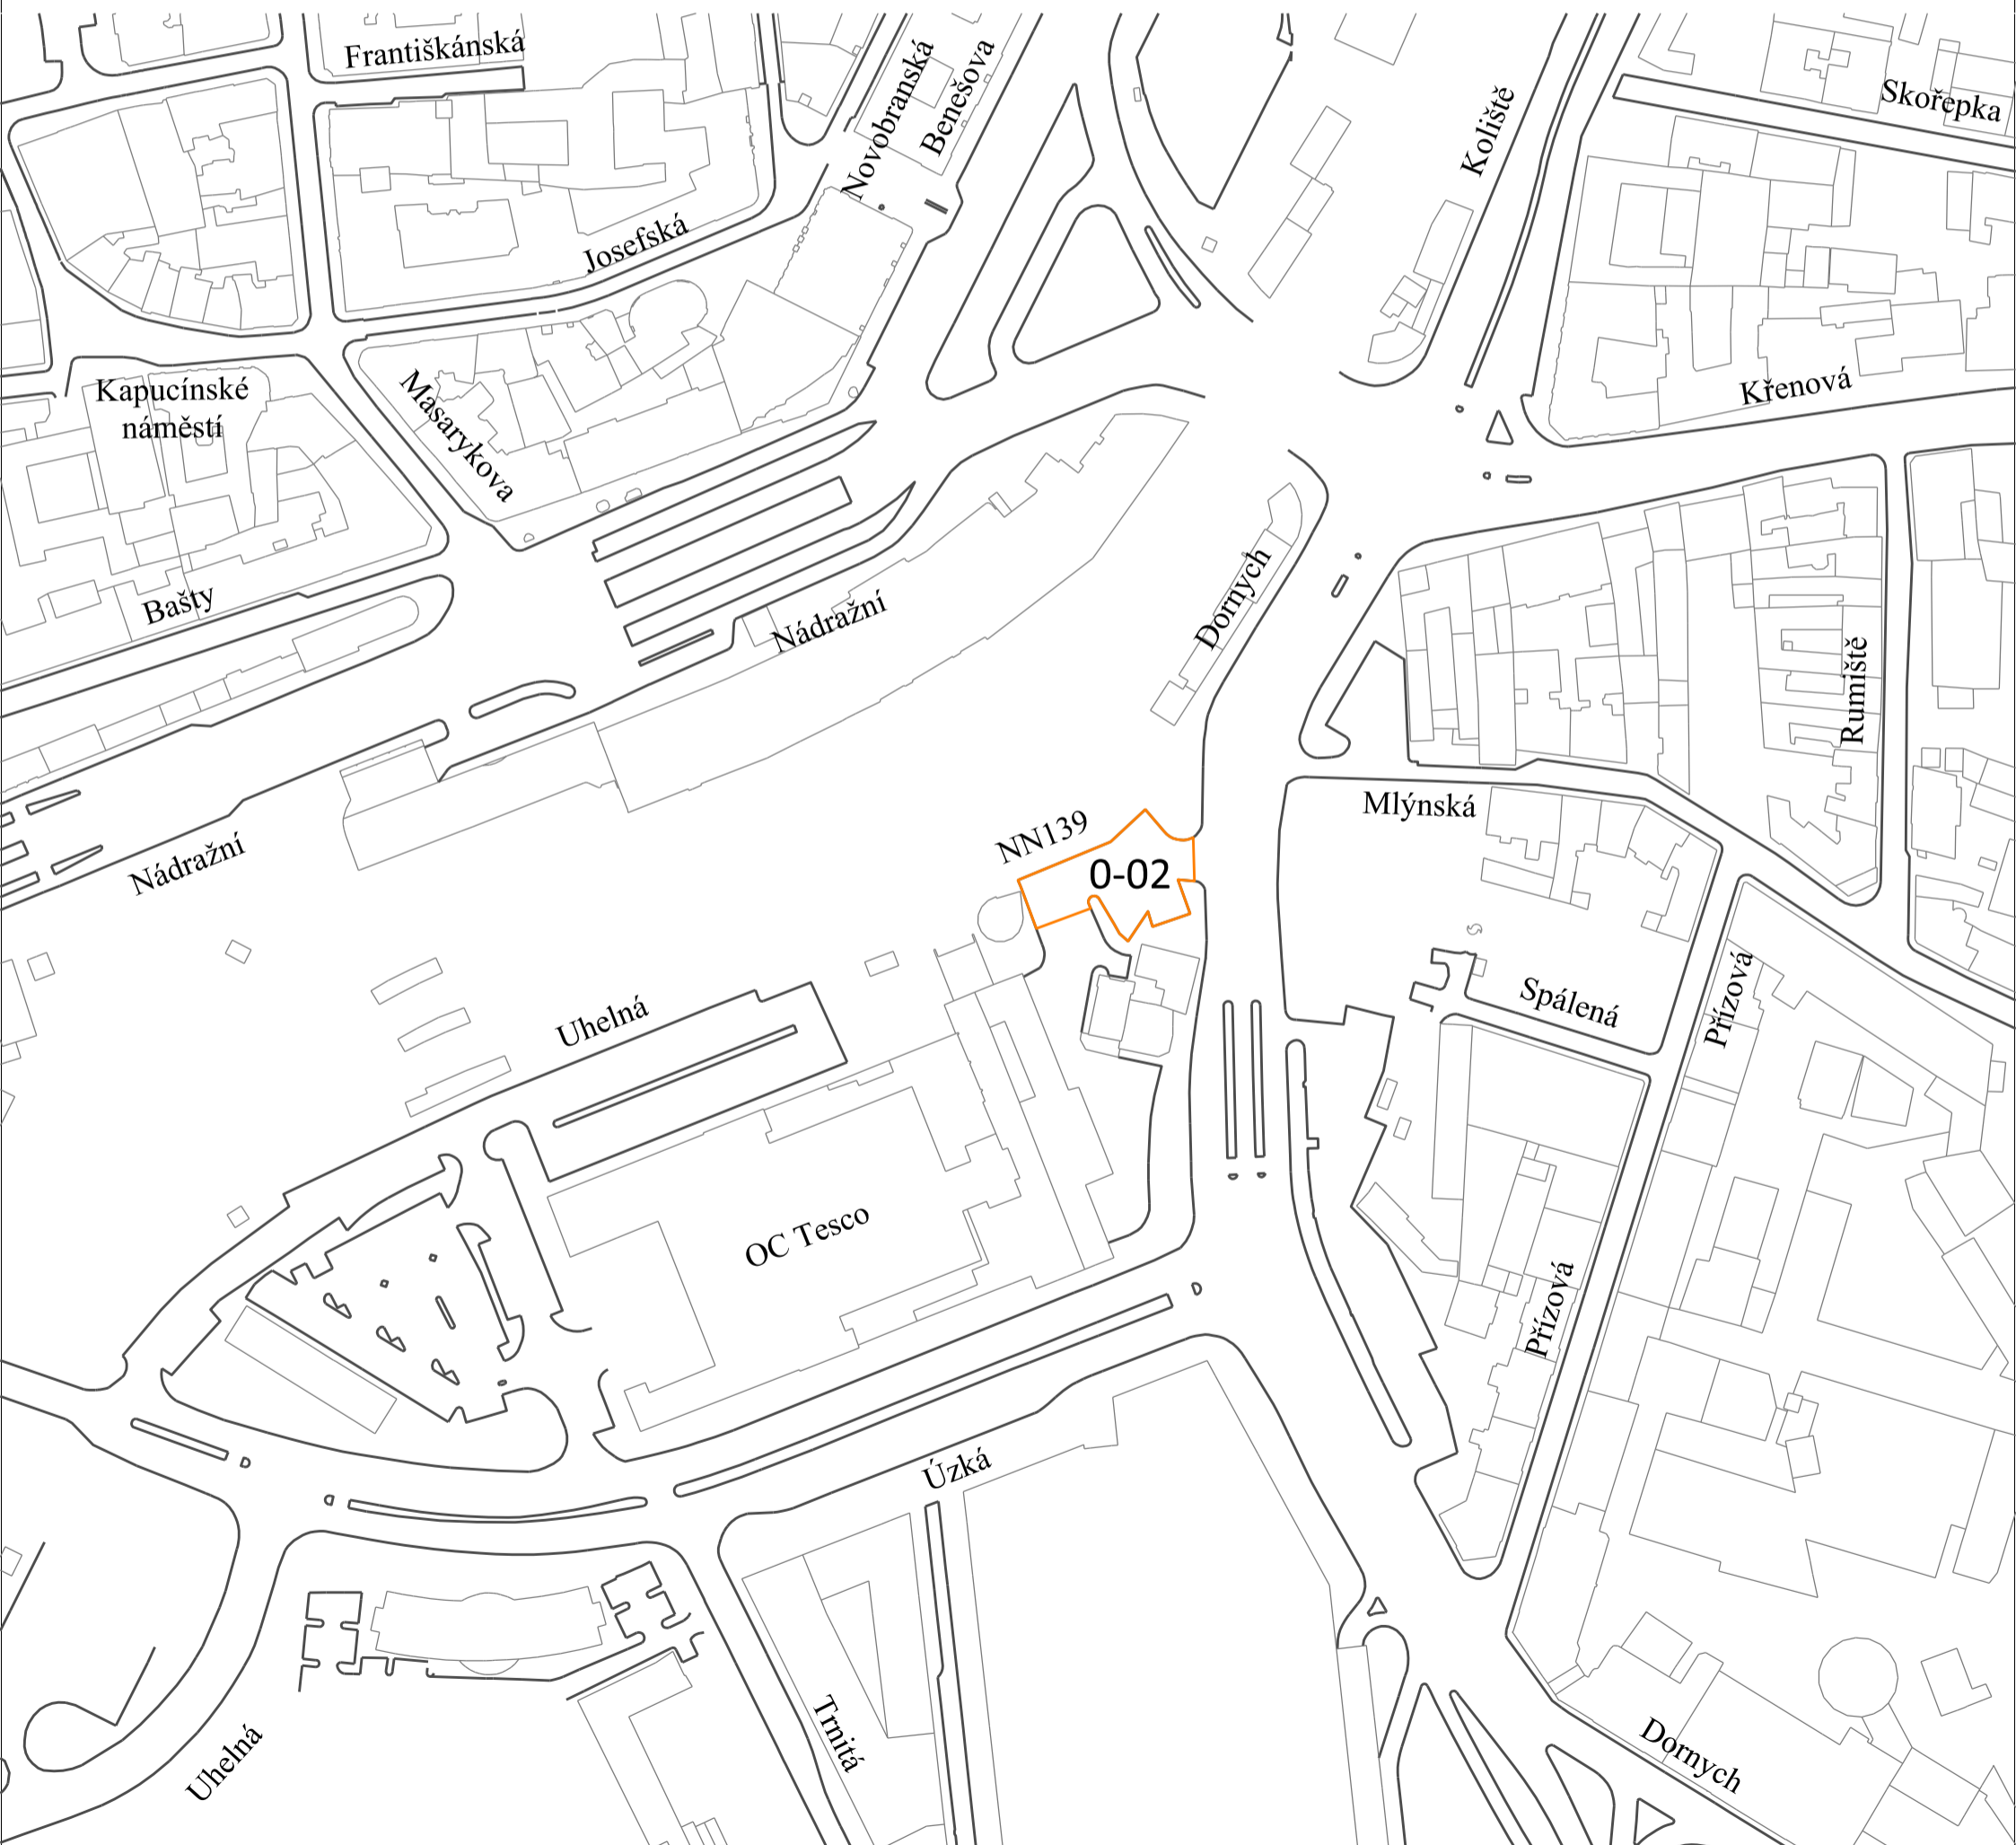 Františkánská
Novobranská
Benešova
Koliště
Skořepka
Josefská
Kapucínské
náměstí
Masarykova
Křenová
Bašty
Nádražní
Dornych
Rumiště
Nádražní
NN139
0-02
Mlýnská
Uhelná
Spálená
Přízová
OC Tesco
Přízová
Úzká
Uhelná
Trnitá
Dornych